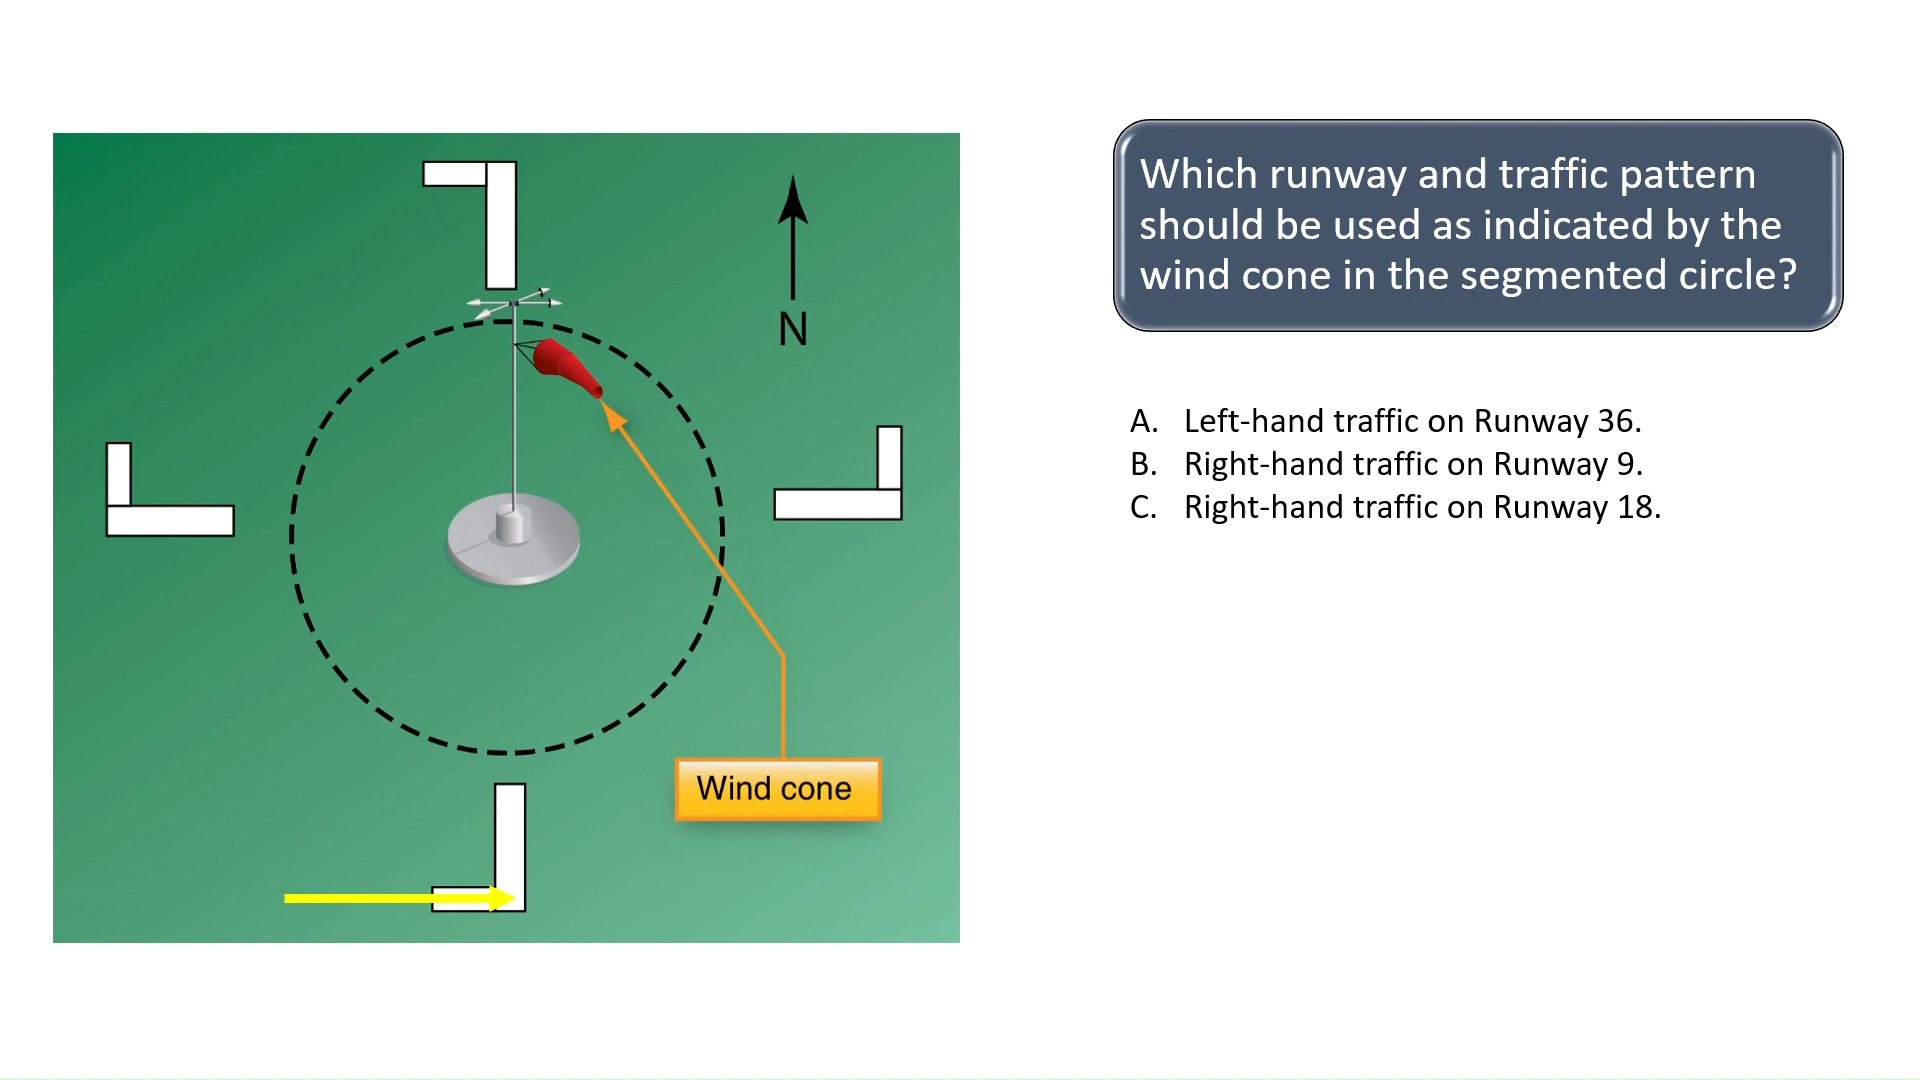 N
Wind cone
Which runway and traffic pattern
should be used as indicated by the
wind cone in the segmented circle?
A. Left-hand traffic on Runway 36.
B. Right-hand traffic on Runway 9.
C. Right-hand traffic on Runway 18.